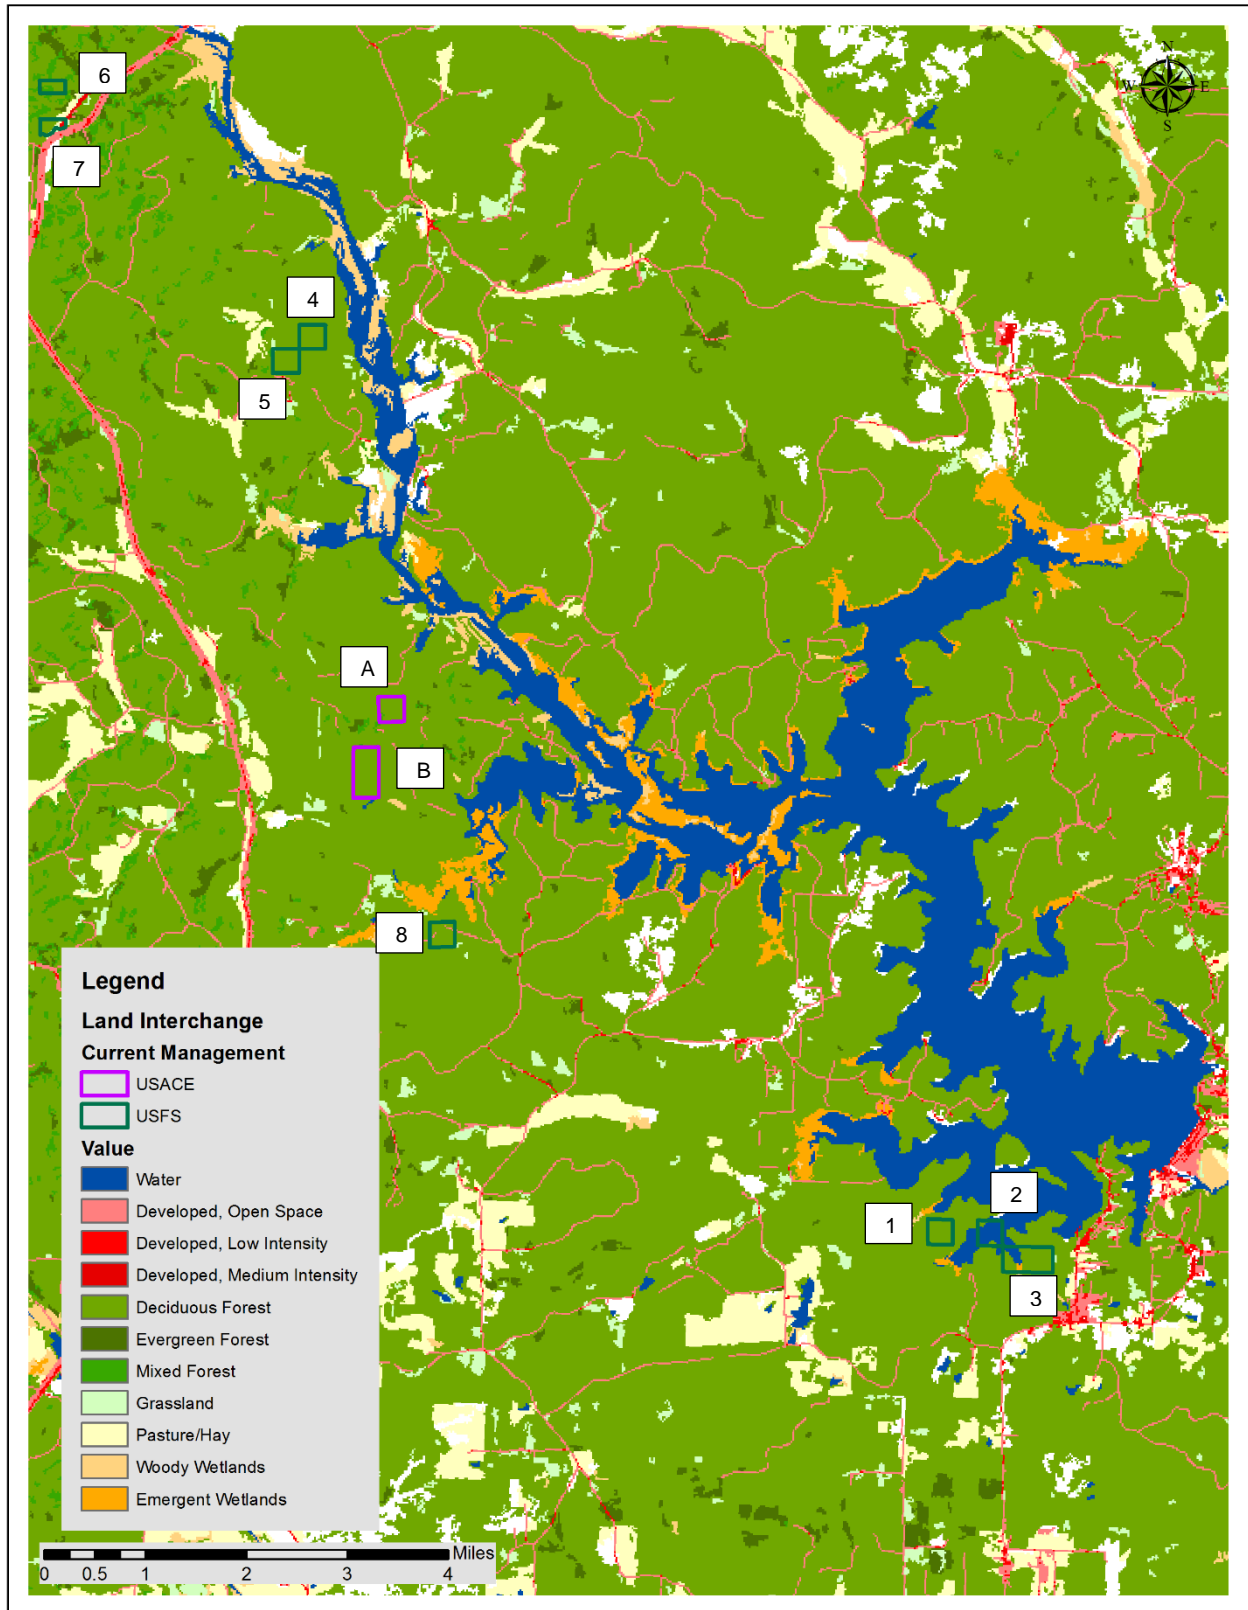 6
N
W E
S
7
4
5
A
B
8
2
1
3
Legend
Land Interchange
Current Management
USACE
USFS
Value
Water
Developed, Open Space
Developed, Low Intensity
Developed, Medium Intensity
Deciduous Forest
Evergreen Forest
Mixed Forest
Grassland
Pasture/Hay
Woody Wetlands
Emergent Wetlands
Miles
0 0.5 1 2 3 4